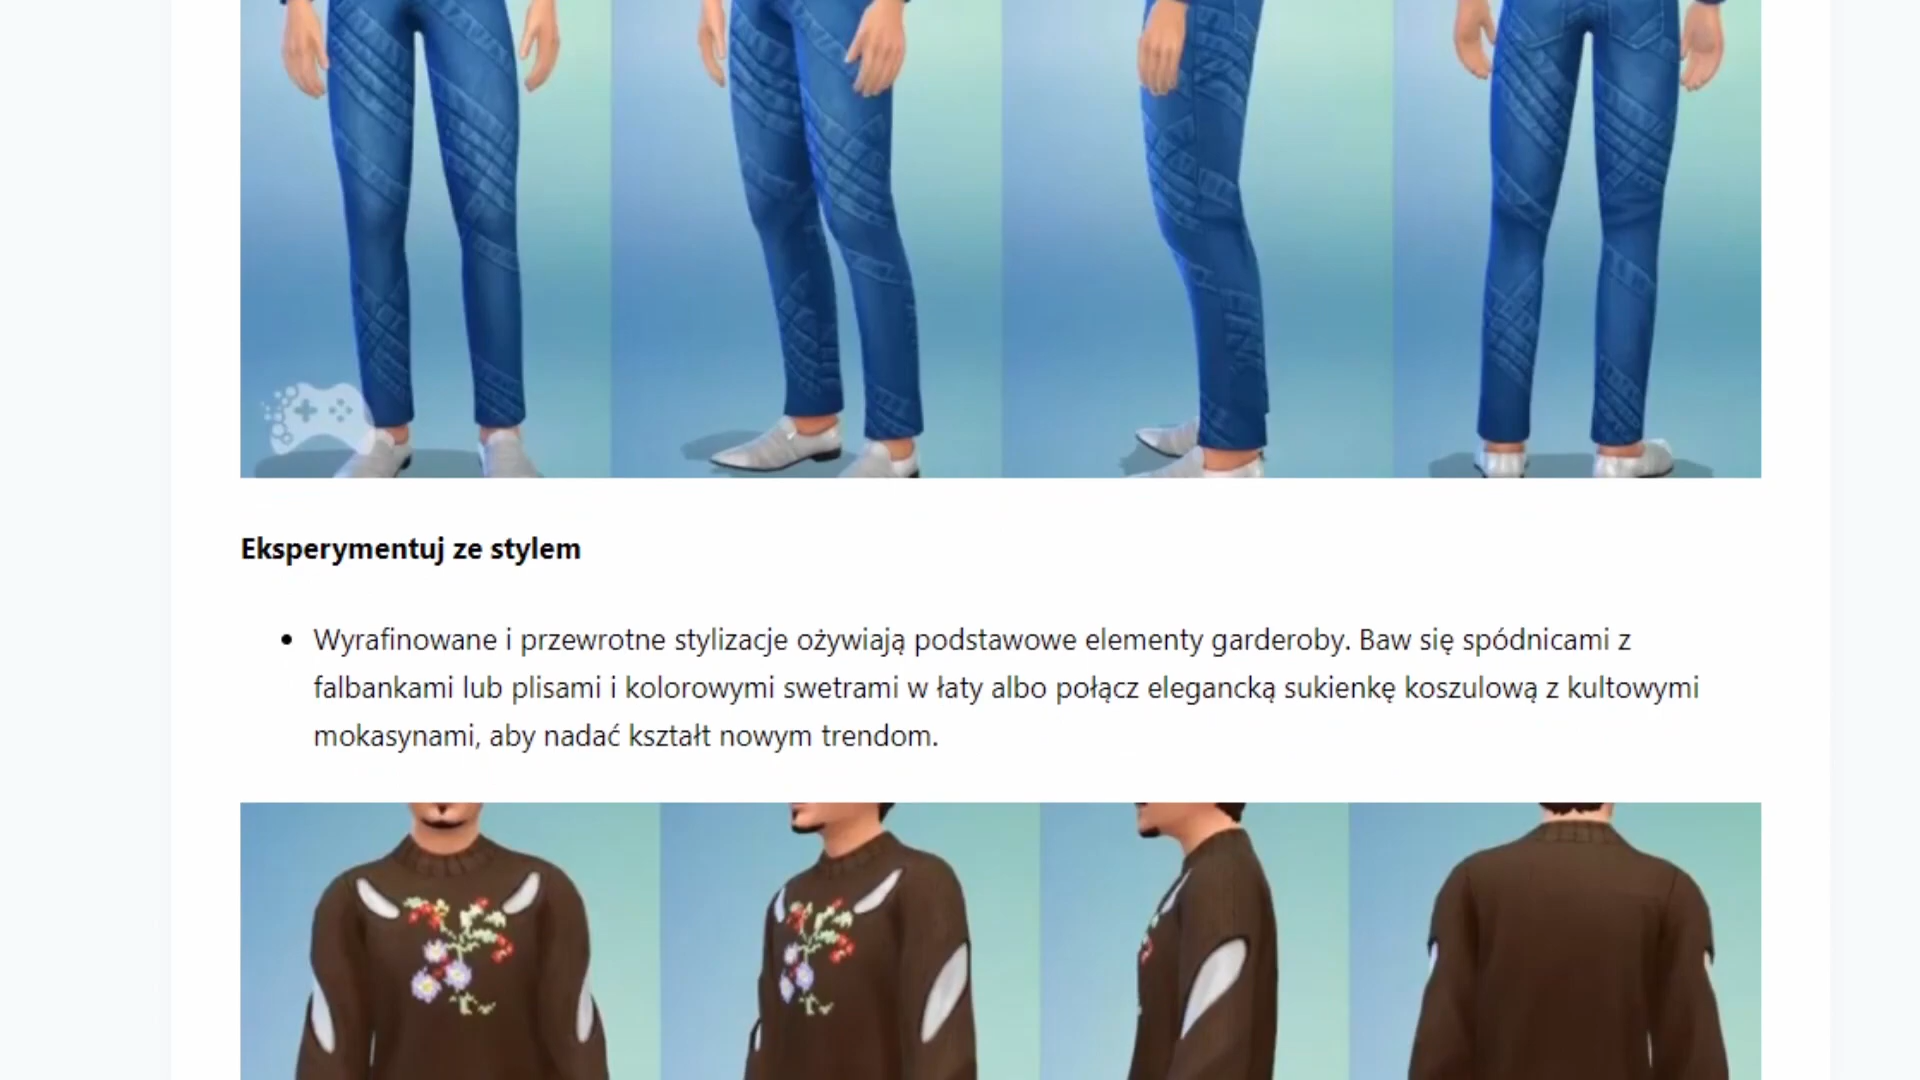 Eksperymentuj ze stylem
Wyrafinowane i przewrotne stylizacje ożywiają podstawowe elementy garderoby. Baw się spódnicami z
falbankami lub plisami i kolorowymi swetrami w łaty albo połącz elegancką sukienkę koszulową z kultowymi
mokasynami, aby nadać kształt nowym trendom.